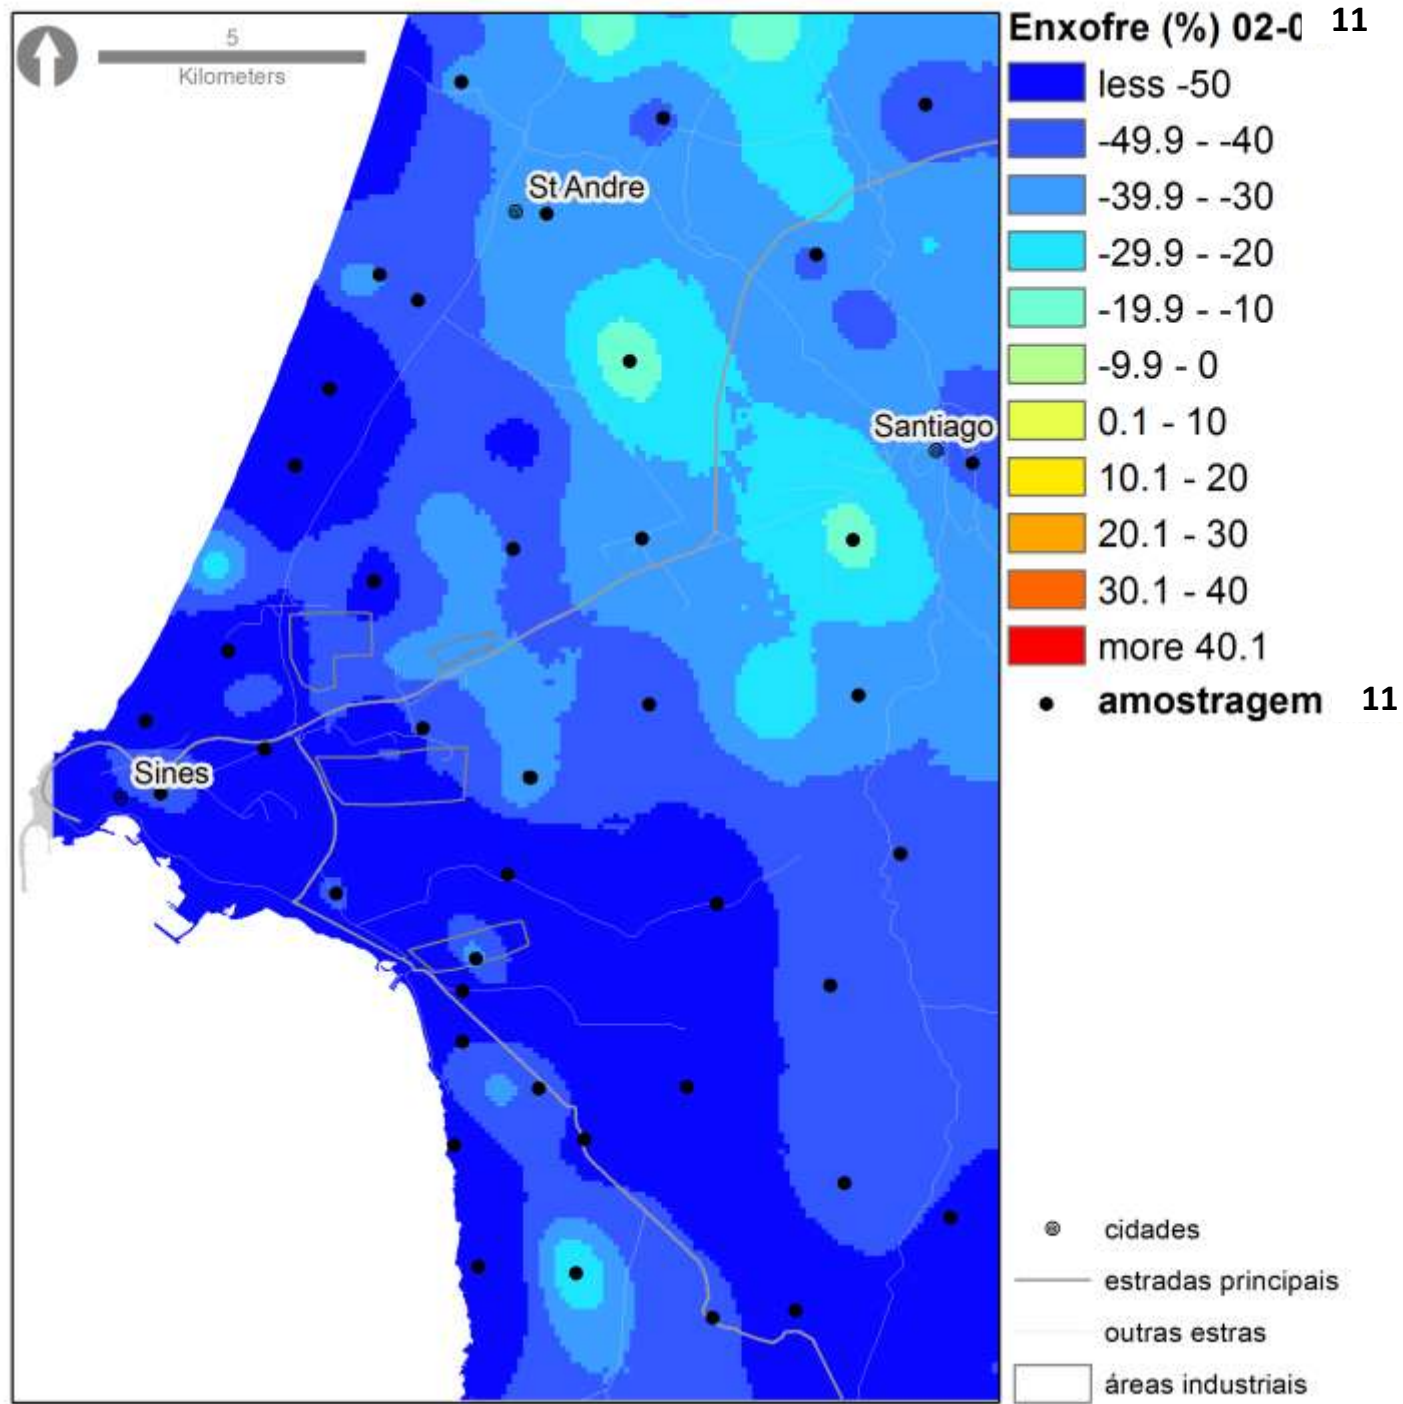 5
Kilometers
St Andre
Santiago
Sines
Enxofre (%) 02-0 11
less -50
-49.9 - -40
-39.9 - -30
-29.9 - -20
-19.9 - -10
-9.9 - 0
0.1 - 10
10.1 - 20
20.1 - 30
30.1 - 40
more 40.1
amostragem 11
cidades
estradas principais
outras estras
áreas industriais